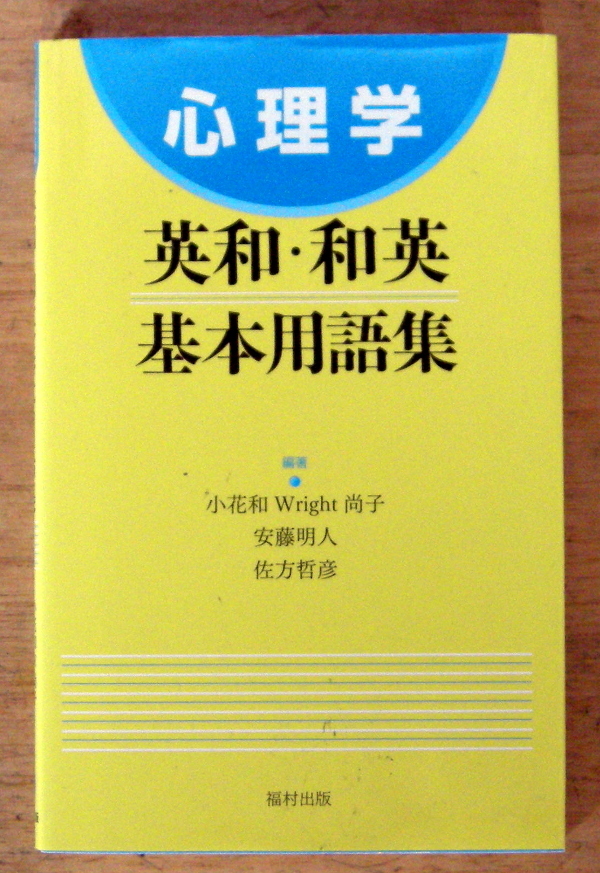 心理学
英和·和英
基本用語集
編著
小花和 Wright 尚子
安藤明人
佐方哲彦
福村出版